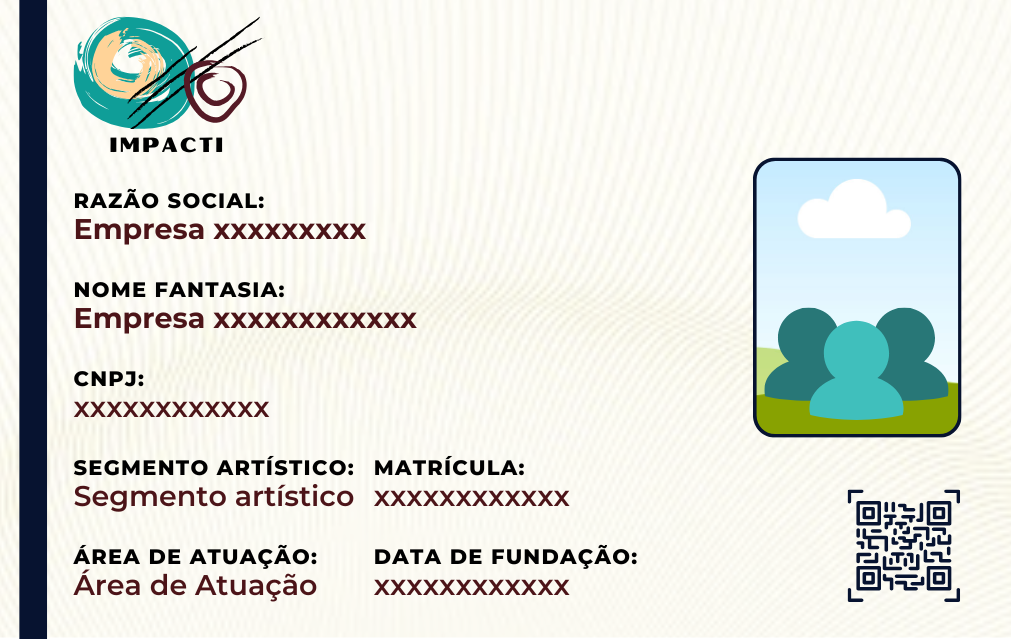 IMPACTI
RAZÃO SOCIAL:
Empresa xxxxxxxxx
NOME FANTASIA:
Empresa xxxxxxxxxxxx
CNPJ:
xxxxxxxxxxxx
SEGMENTO ARTÍSTICO: MATRÍCULA:
Segmento artístico xxxxxxxxxxxx
ÁREA DE ATUAÇÃO: DATA DE FUNDAÇÃO:
Área de Atuação xxxxxxxxxxxx